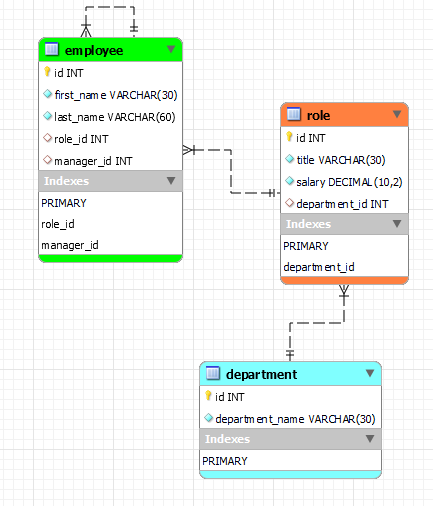 employee
id INT
first_name VARCHAR(30)
last_name VARCHAR(60)
role_id INT
manager_id INT
Indexes
PRIMARY
role_id
manager_id
role
id INT
title VARCHAR(30)
salary DECIMAL(10,2)
department_id INT
Indexes
PRIMARY
department_id
department
id INT
department_name VARCHAR(30)
Indexes
PRIMARY